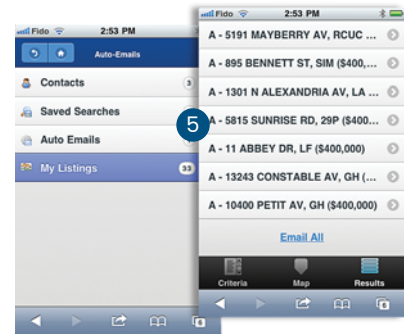 Fido 2:53 PM
Auto-Emails
Contacts 3
Saved Searches
Auto Emails
My Listings 33
5
Fido 2:53 PM
A - 5191 MAYBERRY AV, RCUC ...
A - 895 BENNETT ST, SIM ($400,...
A - 1301 N ALEXANDRIA AV, LA ...
A - 5815 SUNRISE RD, 29P ($400...
A - 11 ABBEY DR, LF ($400,000)
A - 13243 CONSTABLE AV, GH (...
A - 10400 PETIT AV, GH ($400,000)
Email All
Criteria Map Results
6